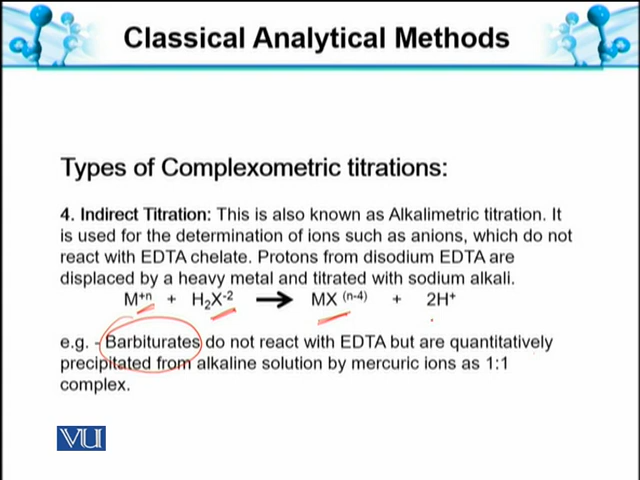 Classical Analytical Methods
Types of Complexometric titrations:
4. Indirect Titration: This is also known as Alkalimetric titration. It
is used for the determination of ions such as anions, which do not
react with EDTA chelate. Protons from disodium EDTA are
displaced by a heavy metal and titrated with sodium alkali.
M⁺ⁿ + H₂X⁻² → MX ⁽ⁿ⁻⁴⁾ + 2H⁺
e.g. - Barbiturates do not react with EDTA but are quantitatively
precipitated from alkaline solution by mercuric ions as 1:1
complex.
VU